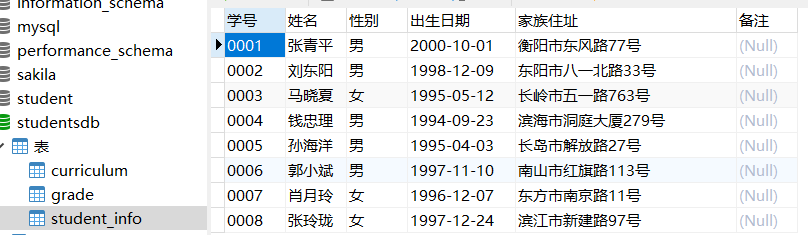 information_schema
mysql
performance_schema
sakila
student
studentsdb
表
curriculum
grade
student_info
学号 姓名 性别 出生日期 家族住址 备注
0001 张青平 男 2000-10-01 衡阳市东风路77号 (Null)
0002 刘东阳 男 1998-12-09 东阳市八一北路33号 (Null)
0003 马晓夏 女 1995-05-12 长岭市五一路763号 (Null)
0004 钱忠理 男 1994-09-23 滨海市洞庭大厦279号 (Null)
0005 孙海洋 男 1995-04-03 长岛市解放路27号 (Null)
0006 郭小斌 男 1997-11-10 南山市红旗路113号 (Null)
0007 肖月玲 女 1996-12-07 东方市南京路11号 (Null)
0008 张玲珑 女 1997-12-24 滨江市新建路97号 (Null)